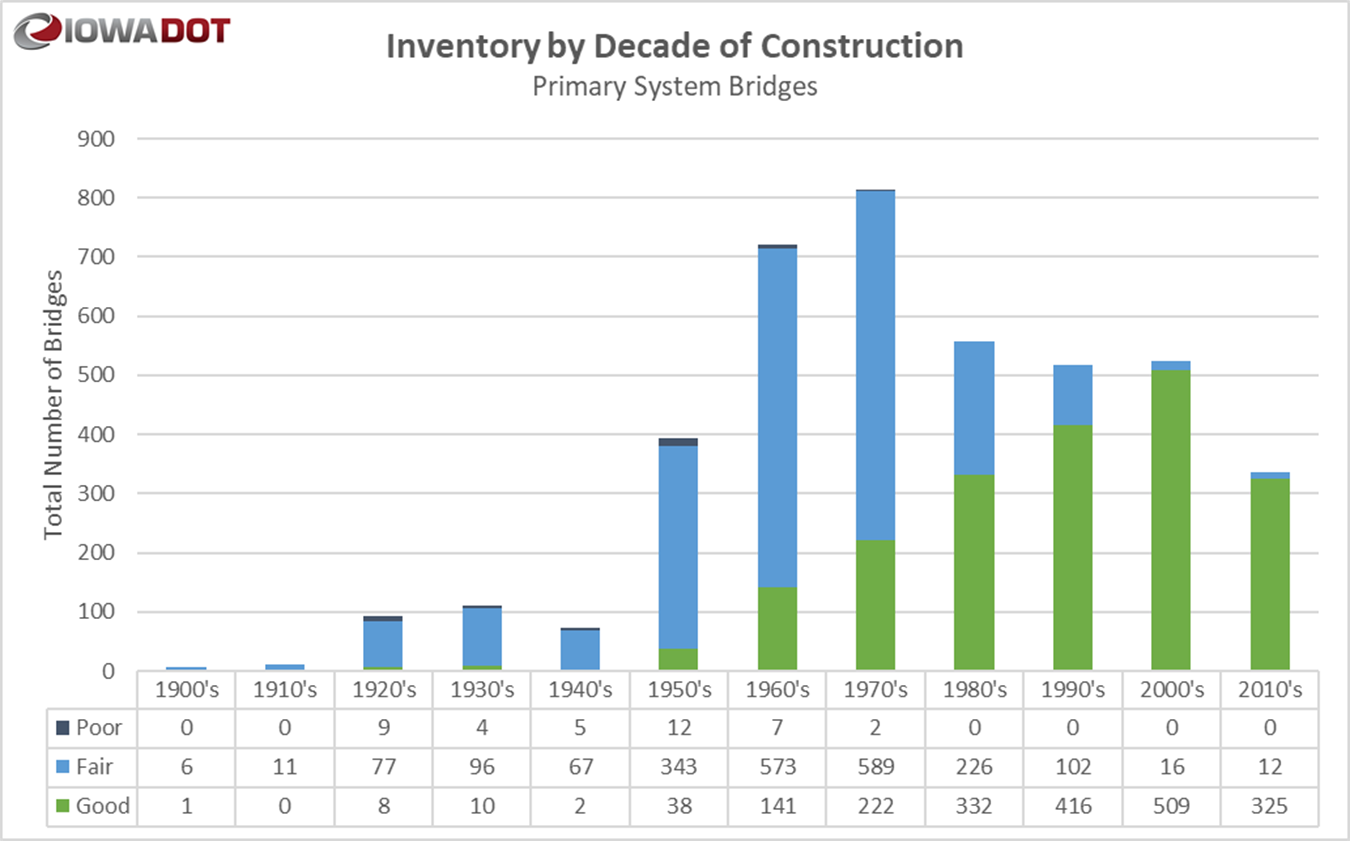 IOWADOT
Inventory by Decade of Construction
Primary System Bridges
Total Number of Bridges
900
800
700
600
500
400
300
200
100
0
1900's 1910's 1920's 1930's 1940's 1950's 1960's 1970's 1980's 1990's 2000's 2010's
Poor 0 0 9 4 5 12 7 2 0 0 0 0
Fair 6 11 77 96 67 343 573 589 226 102 16 12
Good 1 0 8 10 2 38 141 222 332 416 509 325